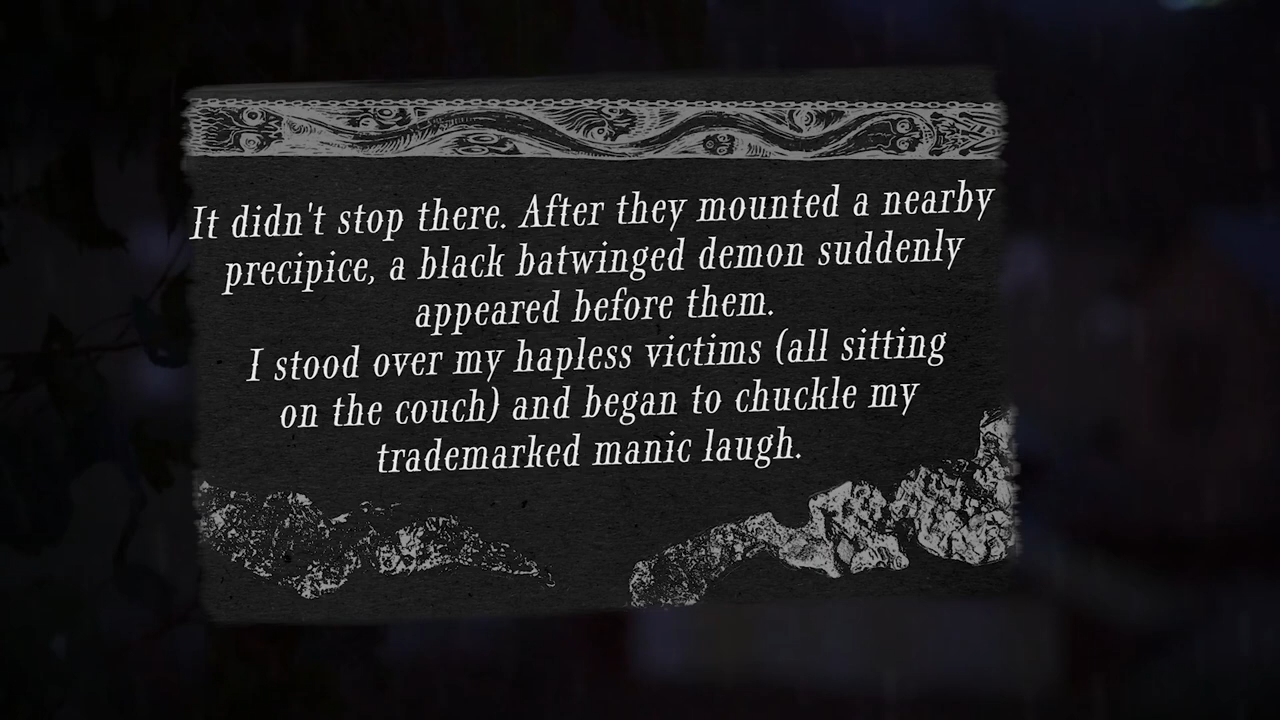 It didn't stop there. After they mounted a nearby
precipice, a black batwinged demon suddenly
appeared before them.
I stood over my hapless victims (all sitting
on the couch) and began to chuckle my
trademarked manic laugh.